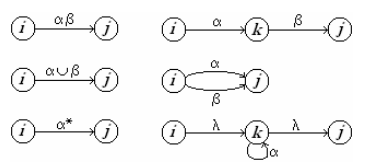 i αβ j i α k β j
i α∪β j i α j
β
i α* j i λ k λ j
α